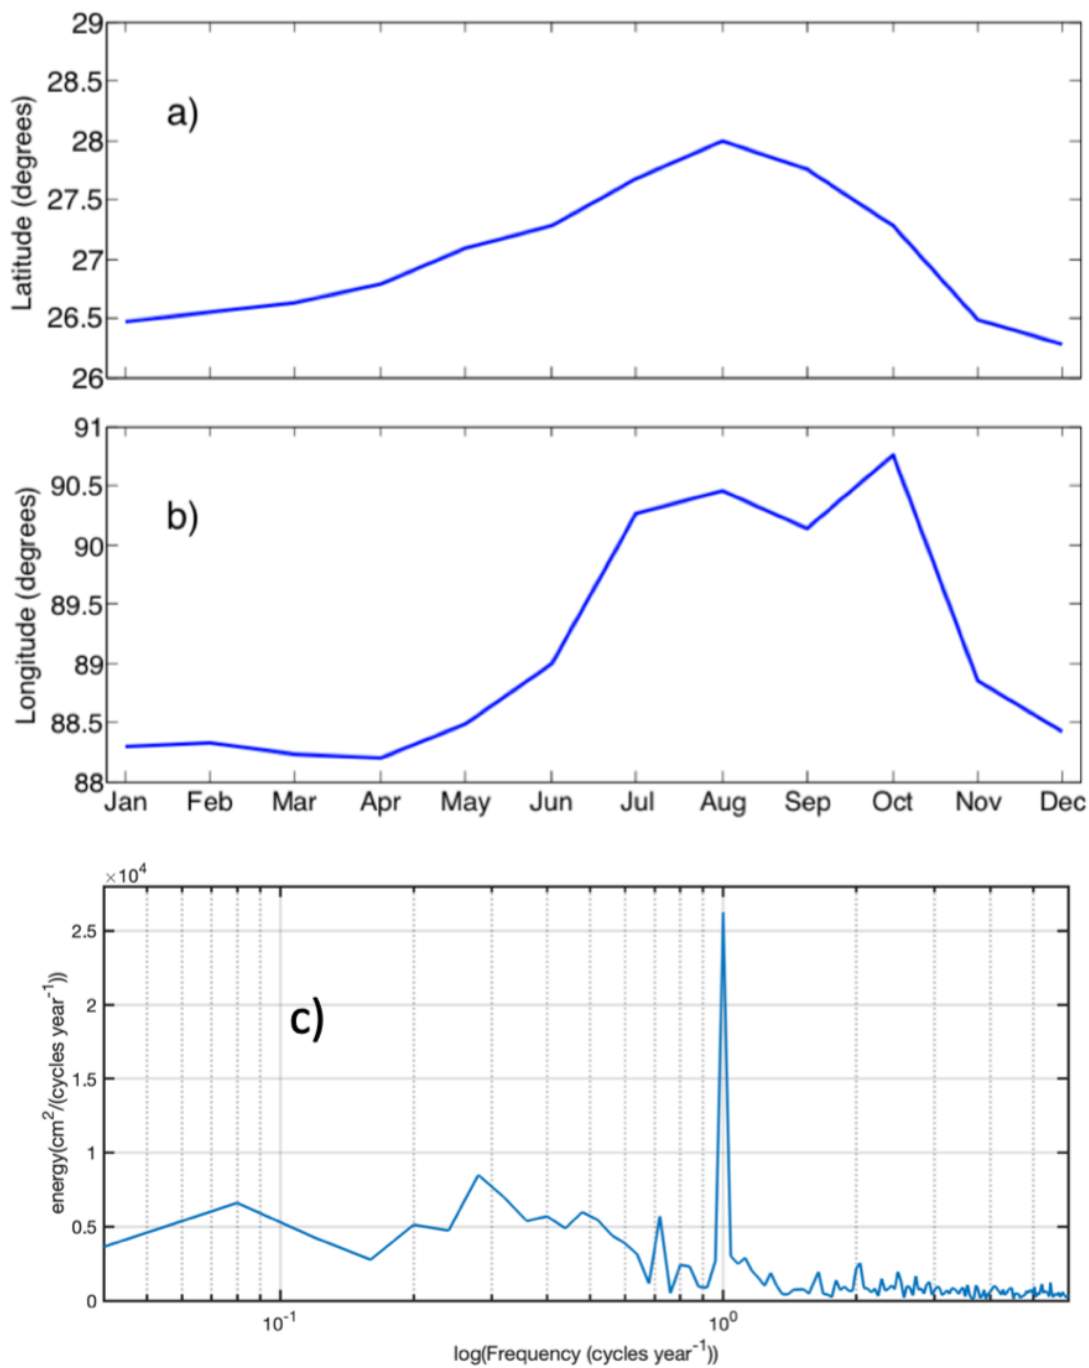 29
28.5
28
27.5
27
26.5
26
Latitude (degrees)
a)
91
90.5
90
89.5
89
88.5
88
Longitude (degrees)
b)
Jan Feb Mar Apr May Jun Jul Aug Sep Oct Nov Dec
×10⁴
2.5
2
1.5
1
0.5
0
energy(cm²/(cycles year⁻¹))
c)
10⁻¹ 10⁰
log(Frequency (cycles year⁻¹))